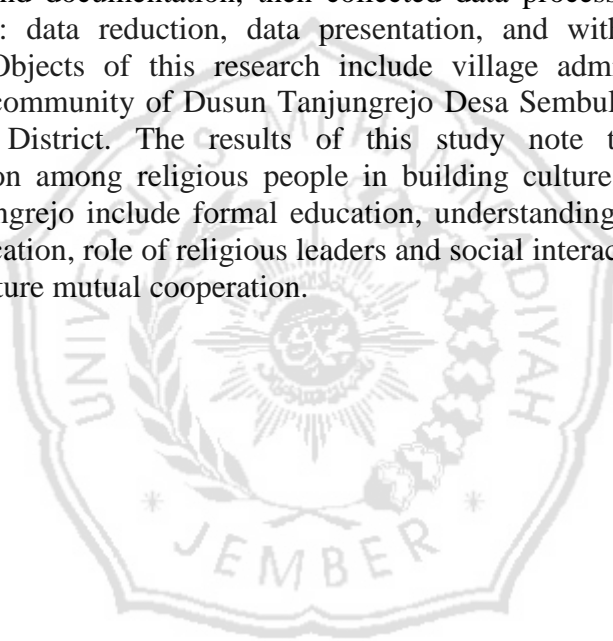 and documentation, then collected data process
: data reduction, data presentation, and with
Objects of this research include village adm
community of Dusun Tanjungrejo Desa Sembul
District. The results of this study note t
on among religious people in building culture
ngrejo include formal education, understanding
cation, role of religious leaders and social interac
ture mutual cooperation.
UNIVERSITAS MUHAMMADIYAH
JEMBER